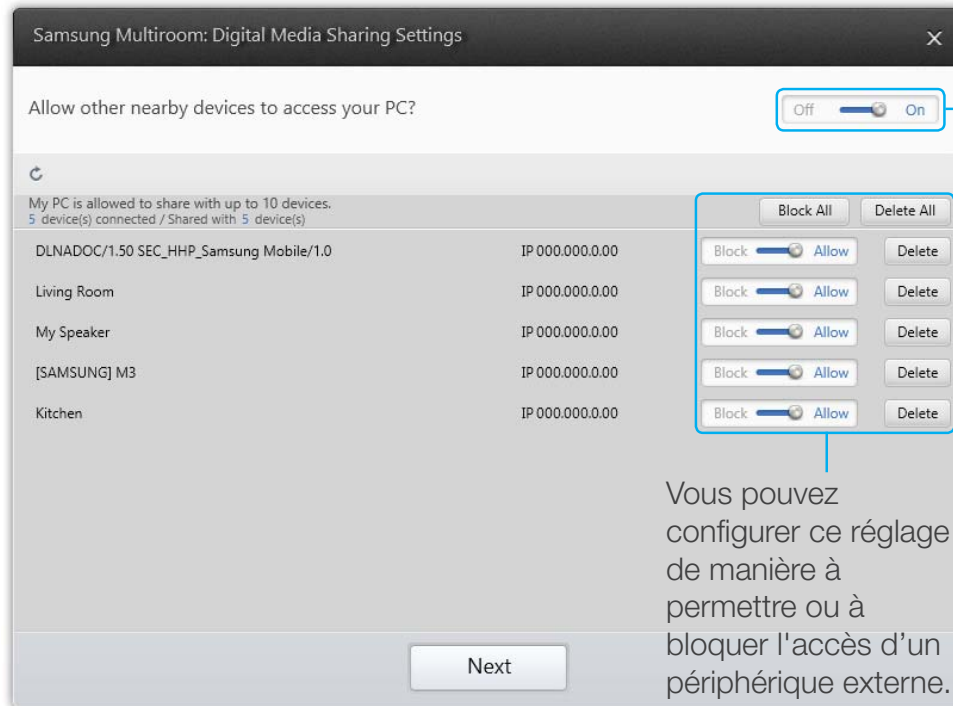 Samsung Multiroom: Digital Media Sharing Settings
Allow other nearby devices to access your PC?
Off On
My PC is allowed to share with up to 10 devices.
5 device(s) connected / Shared with 5 device(s)
Block All Delete All
DLNADOC/1.50 SEC_HHP_Samsung Mobile/1.0 IP 000.000.0.00 Block Allow Delete
Living Room IP 000.000.0.00 Block Allow Delete
My Speaker IP 000.000.0.00 Block Allow Delete
[SAMSUNG] M3 IP 000.000.0.00 Block Allow Delete
Kitchen IP 000.000.0.00 Block Allow Delete
Vous pouvez
configurer ce réglage
de manière à
permettre ou à
bloquer l'accès d’un
périphérique externe.
Next